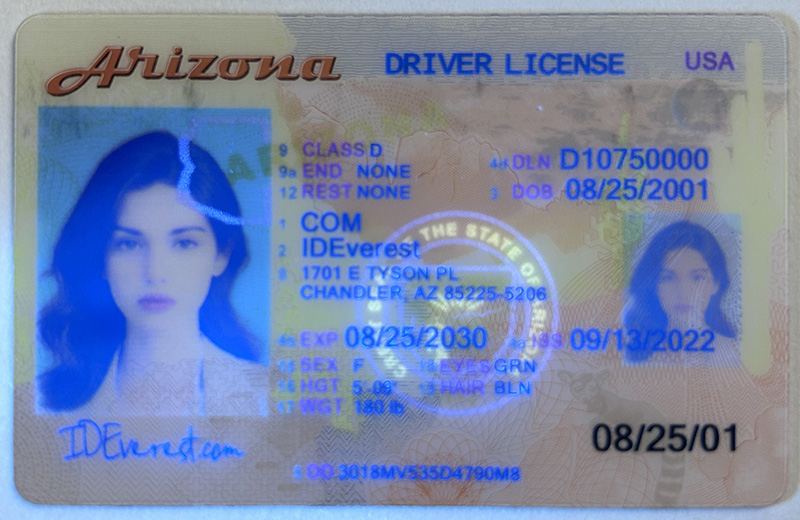 Arizona DRIVER LICENSE USA
9 CLASS D
9a END NONE
12 REST NONE
4d DLN D10750000
3 DOB 08/25/2001
1 COM
2 IDEverest
8 1701 E TYSON PL
CHANDLER, AZ 85225-5206
4b EXP 08/25/2030
4a ISS 09/13/2022
15 SEX F
18 EYES GRN
16 HGT 5'-09"
19 HAIR BLN
17 WGT 180 lb
THE STATE OF
08/25/01
IDEverest.com
5 DD 3018MV535D4790M8